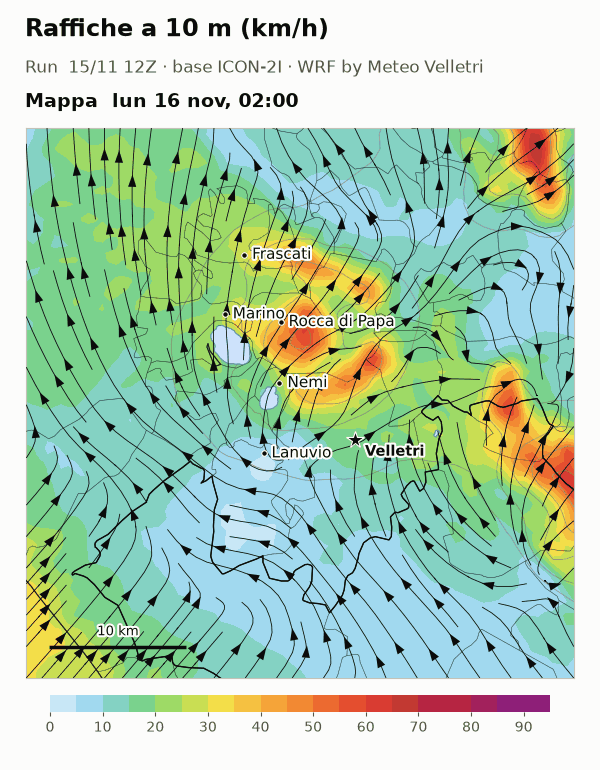 Raffiche a 10 m (km/h)
Run  15/11 12Z · base ICON-2I · WRF by Meteo Velletri
Mappa  lun 16 nov, 02:00
Frascati
Marino
Rocca di Papa
Nemi
Velletri
Lanuvio
10 km
0 10 20 30 40 50 60 70 80 90